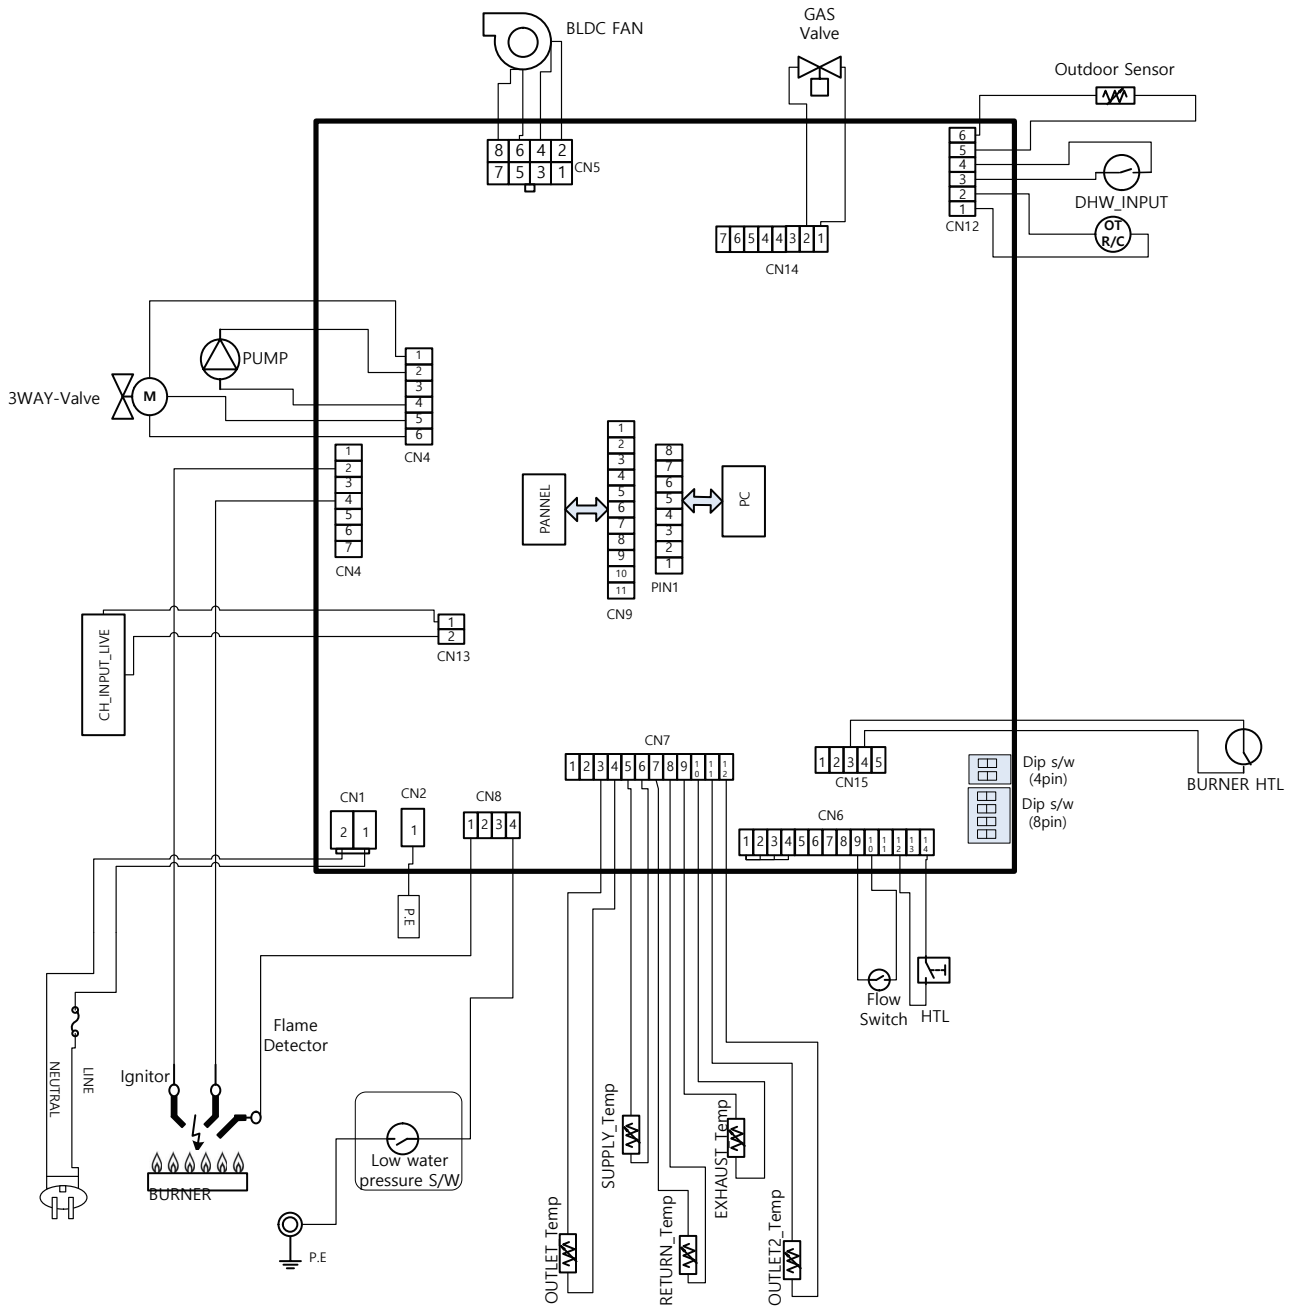 GAS
Valve
BLDC FAN
Outdoor Sensor
8 6 4 2
7 5 3 1
CN5
6
5
4
3
2
1
CN12
DHW_INPUT
OT
R/C
7 6 5 4 4 3 2 1
CN14
PUMP
3WAY-Valve
M
1
2
3
4
5
6
CN4
1
2
3
4
5
6
7
CN4
PANNEL
1
2
3
4
5
6
7
8
9
10
11
CN9
8
7
6
5
4
3
2
1
PIN1
PC
CH_INPUT_LIVE
1
2
CN13
CN7
1 2 3 4 5 6 7 8 9 10 11 12
1 2 3 4 5
CN15
Dip s/w
(4pin)
Dip s/w
(8pin)
BURNER HTL
CN1
2 1
CN2
1
CN8
1 2 3 4
CN6
1 2 3 4 5 6 7 8 9 10 11 12 13 14
P.E
Flow
Switch
HTL
NEUTRAL
LINE
Ignitor
Flame
Detector
BURNER
Low water
pressure S/W
P.E
OUTLET_Temp
SUPPLY_Temp
RETURN_Temp
EXHAUST_Temp
OUTLET2_Temp